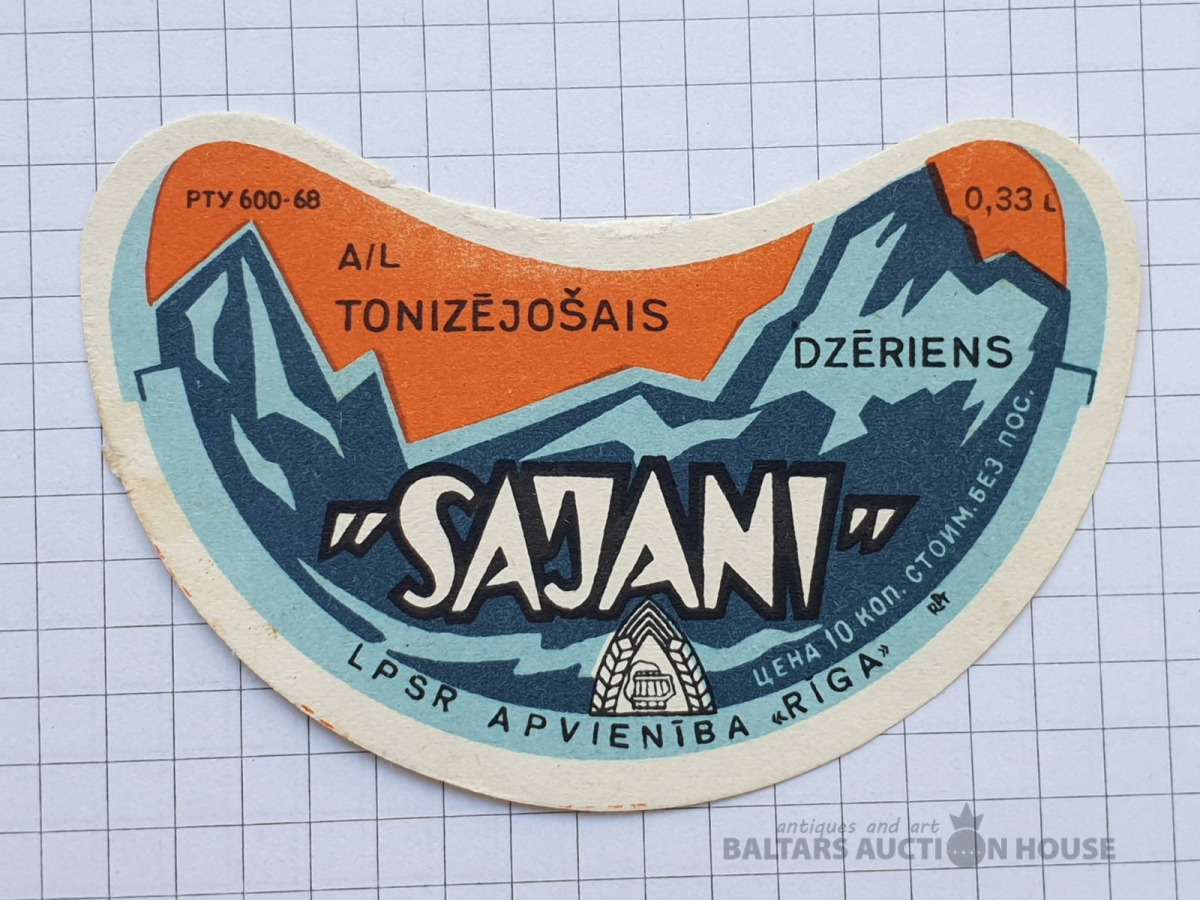 РТУ 600-68
0,33 L
A/L
TONIZĒJOŠAIS
DZĒRIENS
"SAJANI"
ЦЕНА 10 КОП. СТОИМ. БЕЗ ПОС.
LPSR APVIENĪBA «RĪGA»
antiques and art
BALTARS AUCTION HOUSE